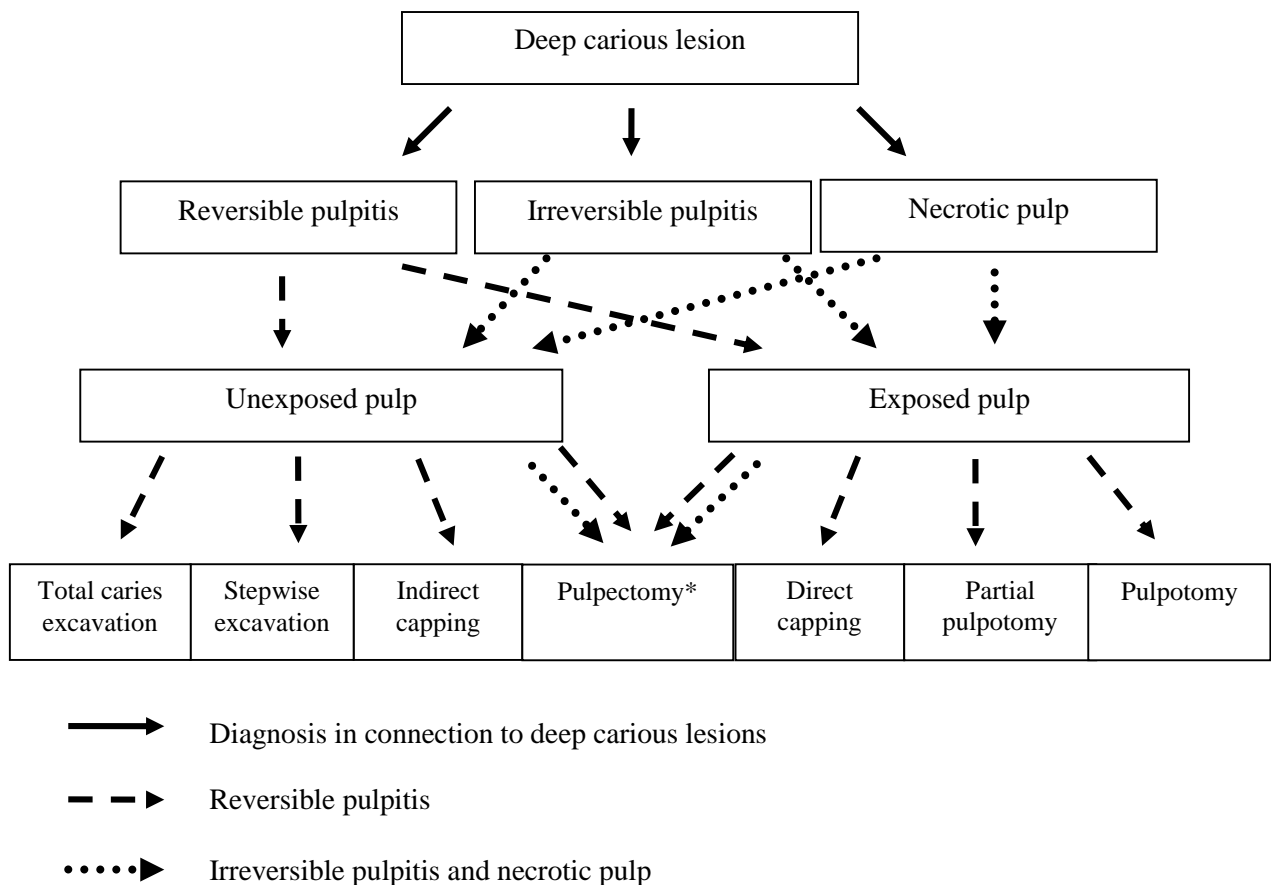 Deep carious lesion
Reversible pulpitis
Irreversible pulpitis
Necrotic pulp
Unexposed pulp
Exposed pulp
Total caries
excavation
Stepwise
excavation
Indirect
capping
Pulpectomy*
Direct
capping
Partial
pulpotomy
Pulpotomy
Diagnosis in connection to deep carious lesions
Reversible pulpitis
Irreversible pulpitis and necrotic pulp